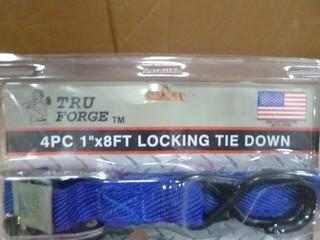 TRU
FORGE TM
4PC 1"x8FT LOCKING TIE DOWN